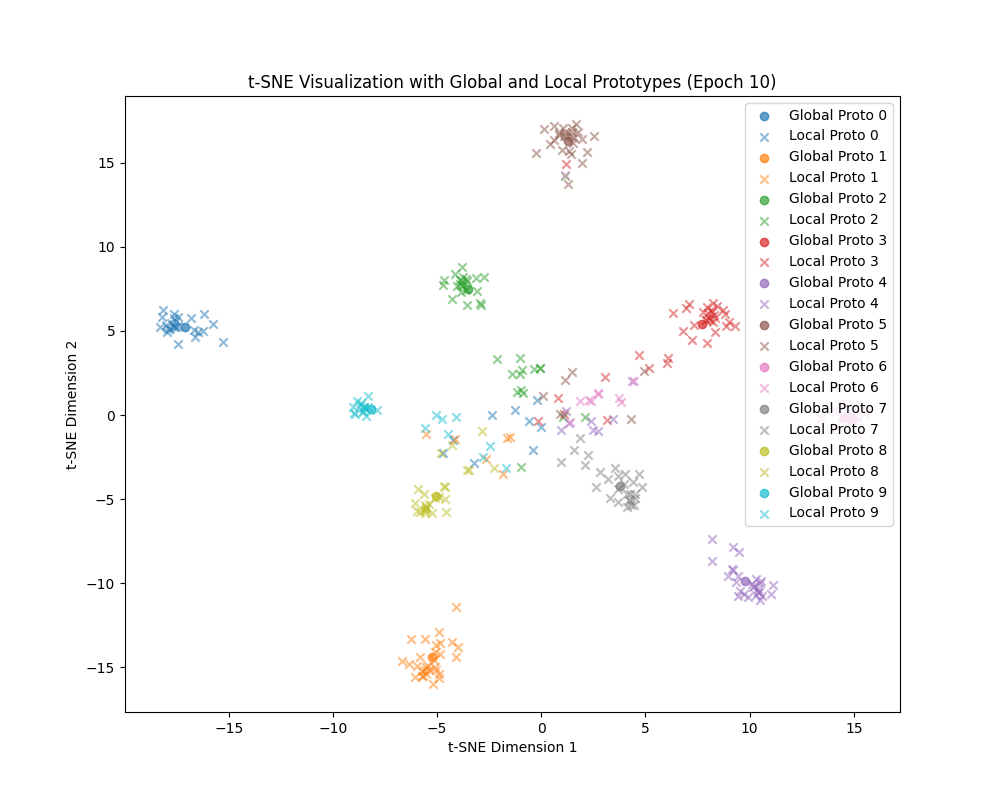 t-SNE Visualization with Global and Local Prototypes (Epoch 10)
Global Proto 0
Local Proto 0
Global Proto 1
Local Proto 1
Global Proto 2
Local Proto 2
Global Proto 3
Local Proto 3
Global Proto 4
Local Proto 4
Global Proto 5
Local Proto 5
Global Proto 6
Local Proto 6
Global Proto 7
Local Proto 7
Global Proto 8
Local Proto 8
Global Proto 9
Local Proto 9
t-SNE Dimension 2
15
10
5
0
−5
−10
−15
−15
−10
−5
0
5
10
15
t-SNE Dimension 1